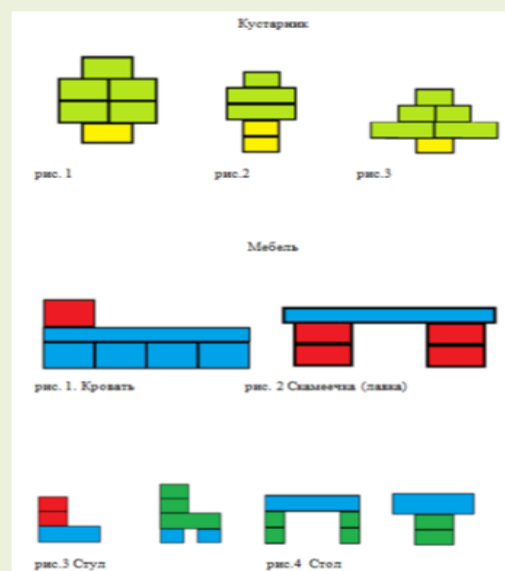 Кустарник
рис. 1 рис.2 рис.3
Мебель
рис. 1. Кровать рис. 2 Скамеечка (лавка)
рис.3 Стул рис.4 Стол